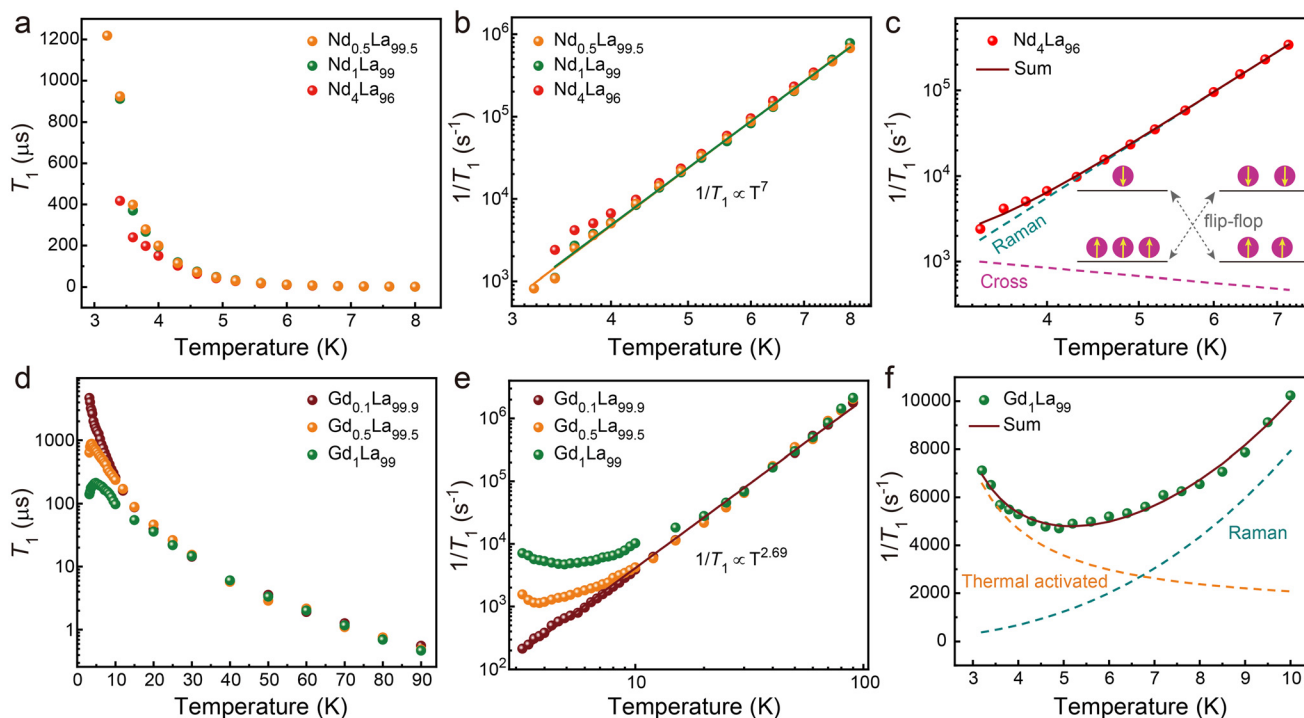 a
1200
1000
800
600
400
200
0
T₁ (μs)
Nd₀.₅La₉₉.₅
Nd₁La₉₉
Nd₄La₉₆
3 4 5 6 7 8
Temperature (K)
b
10⁶
10⁵
10⁴
10³
1/T₁ (s⁻¹)
Nd₀.₅La₉₉.₅
Nd₁La₉₉
Nd₄La₉₆
1/T₁ ∝ T⁷
3 4 5 6 7 8
Temperature (K)
c
10⁵
10⁴
10³
1/T₁ (s⁻¹)
Nd₄La₉₆
Sum
Raman
flip-flop
Cross
4 5 6 7
Temperature (K)
d
1000
100
10
1
T₁ (μs)
Gd₀.₁La₉₉.₉
Gd₀.₅La₉₉.₅
Gd₁La₉₉
0 10 20 30 40 50 60 70 80 90
Temperature (K)
e
10⁶
10⁵
10⁴
10³
10²
1/T₁ (s⁻¹)
Gd₀.₁La₉₉.₉
Gd₀.₅La₉₉.₅
Gd₁La₉₉
1/T₁ ∝ T².⁶⁹
10 100
Temperature (K)
f
10000
8000
6000
4000
2000
0
1/T₁ (s⁻¹)
Gd₁La₉₉
Sum
Raman
Thermal activated
3 4 5 6 7 8 9 10
Temperature (K)